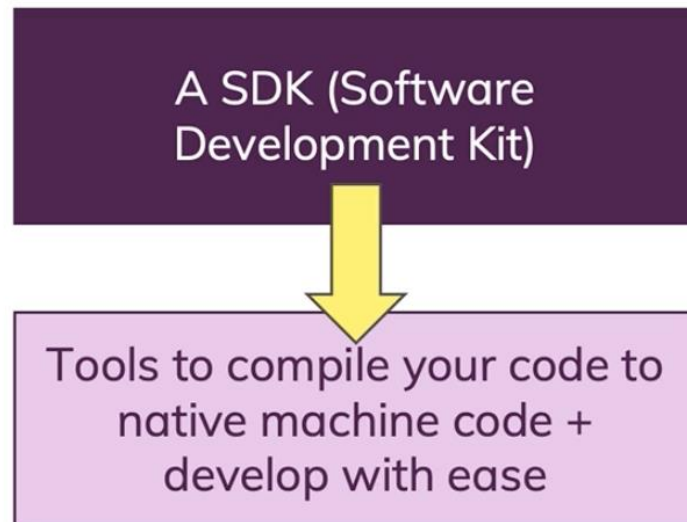 A SDK (Software
Development Kit)
Tools to compile your code to
native machine code +
develop with ease